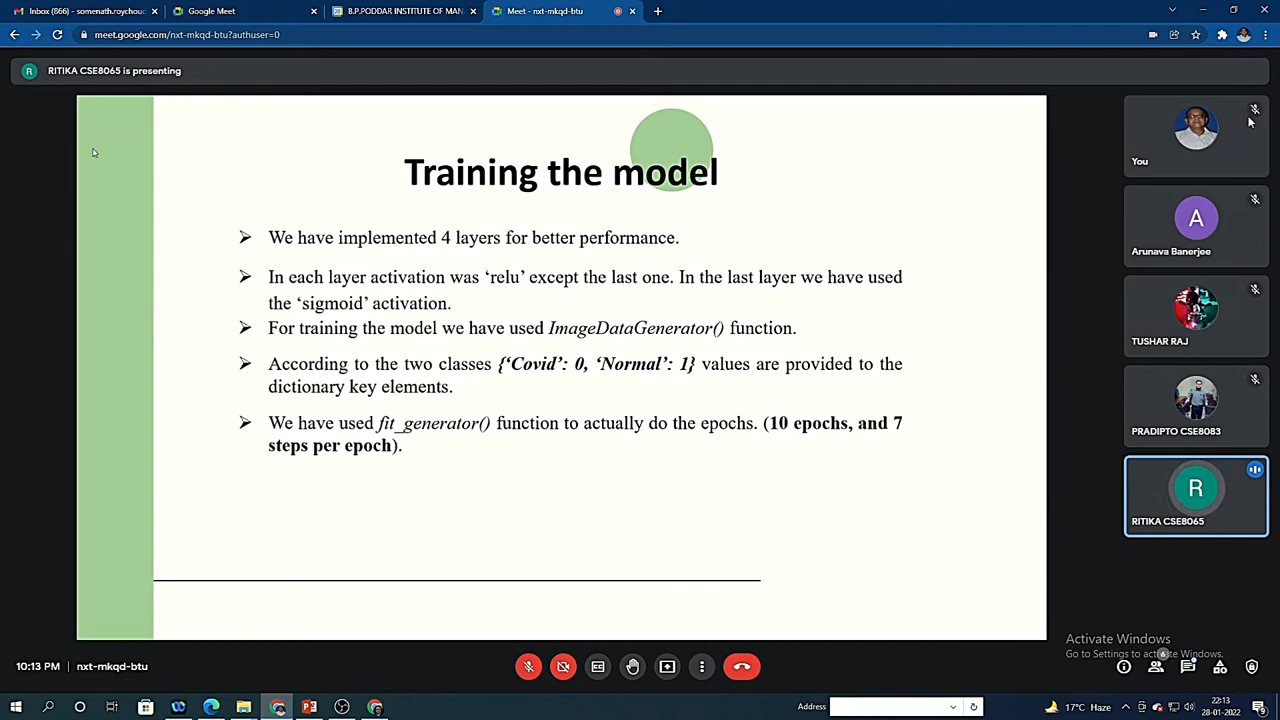 Inbox (866) - somenath.roychouc
Google Meet
B.P.PODDAR INSTITUTE OF MAN
Meet - nxt-mkqd-btu
meet.google.com/nxt-mkqd-btu?authuser=0
R RITIKA CSE8065 is presenting
Training the model
We have implemented 4 layers for better performance.
In each layer activation was ‘relu’ except the last one. In the last layer we have used
the ‘sigmoid’ activation.
For training the model we have used ImageDataGenerator() function.
According to the two classes {‘Covid’: 0, ‘Normal’: 1} values are provided to the
dictionary key elements.
We have used fit_generator() function to actually do the epochs. (10 epochs, and 7
steps per epoch).
You
A
Arunava Banerjee
TUSHAR RAJ
PRADIPTO CSE8083
R
RITIKA CSE8065
Activate Windows
Go to Settings to activate Windows.
10:13 PM | nxt-mkqd-btu
6
Address
17°C Haze
22:13
28-01-2022